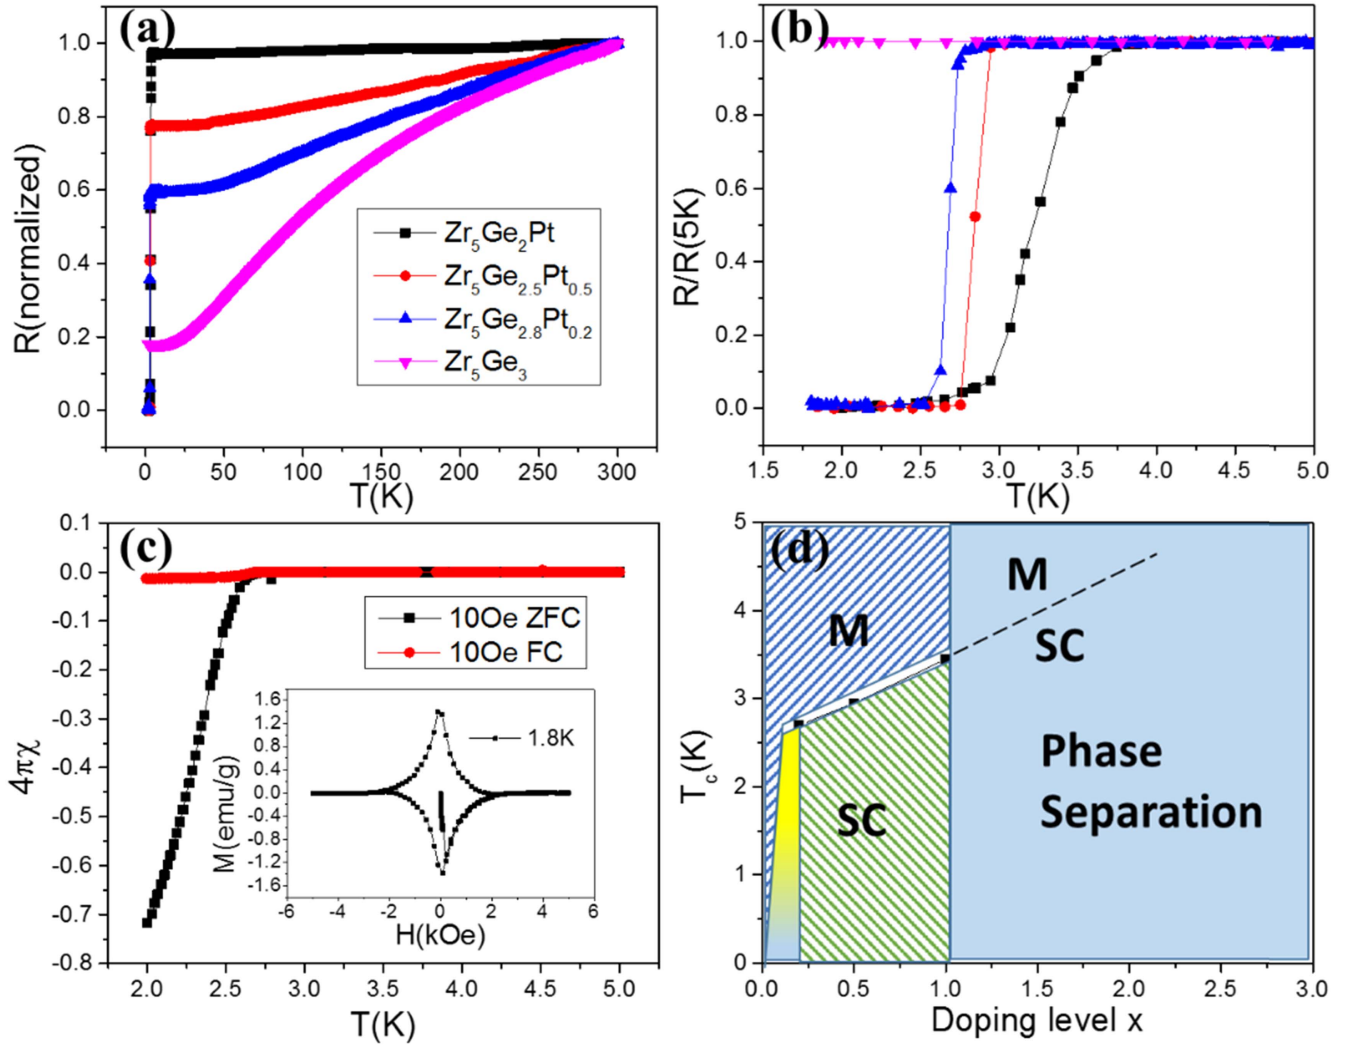 (a)
R(normalized)
1.0
0.8
0.6
0.4
0.2
0.0
Zr5Ge2Pt
Zr5Ge2.5Pt0.5
Zr5Ge2.8Pt0.2
Zr5Ge3
0 50 100 150 200 250 300
T(K)
(b)
R/R(5K)
1.0
0.8
0.6
0.4
0.2
0.0
1.5 2.0 2.5 3.0 3.5 4.0 4.5 5.0
T(K)
(c)
4πχ
0.1
0.0
-0.1
-0.2
-0.3
-0.4
-0.5
-0.6
-0.7
-0.8
10Oe ZFC
10Oe FC
M(emu/g)
1.6
1.2
0.8
0.4
0.0
-0.4
-0.8
-1.2
-1.6
1.8K
-6 -4 -2 0 2 4 6
H(kOe)
2.0 2.5 3.0 3.5 4.0 4.5 5.0
T(K)
(d)
Tc(K)
5
4
3
2
1
0
M
M
SC
Phase
Separation
SC
0.0 0.5 1.0 1.5 2.0 2.5 3.0
Doping level x